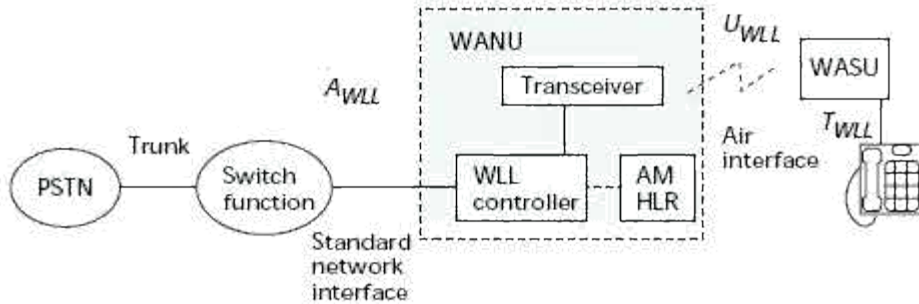 WANU
U_WLL
Transceiver
WASU
A_WLL
T_WLL
Trunk
Air
interface
PSTN
Switch
function
WLL
controller
AM
HLR
Standard
network
interface